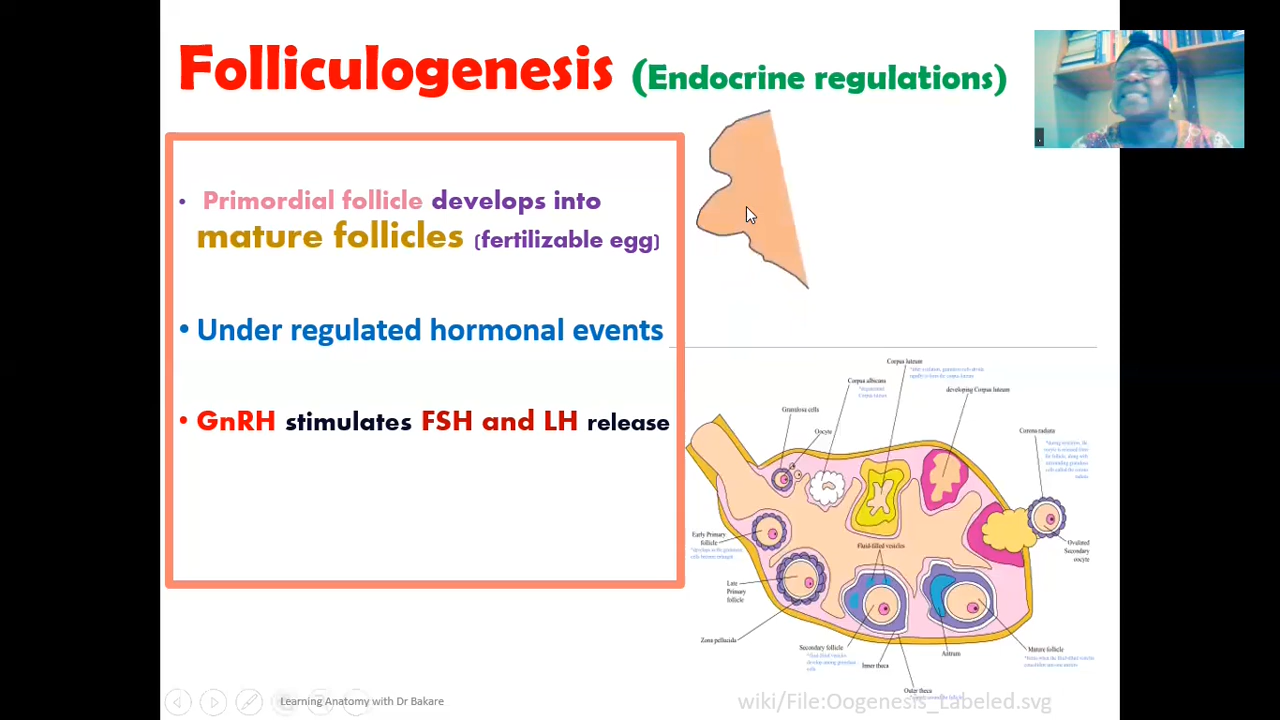 Folliculogenesis (Endocrine regulations)
• Primordial follicle develops into
mature follicles (fertilizable egg)
• Under regulated hormonal events
• GnRH stimulates FSH and LH release
Corpus luteum
Corpus albicans
developing Corpus luteum
Granulosa cells
Oocyte
Corona radiata
Early Primary
follicle
Fluid-filled vesicles
Ovulated
Secondary
oocyte
Late
Primary
follicle
Zona pellucida
Secondary follicle
Inner theca
Antrum
Mature follicle
Outer theca
Learning Anatomy with Dr Bakare
wiki/File:Oogenesis_Labeled.svg